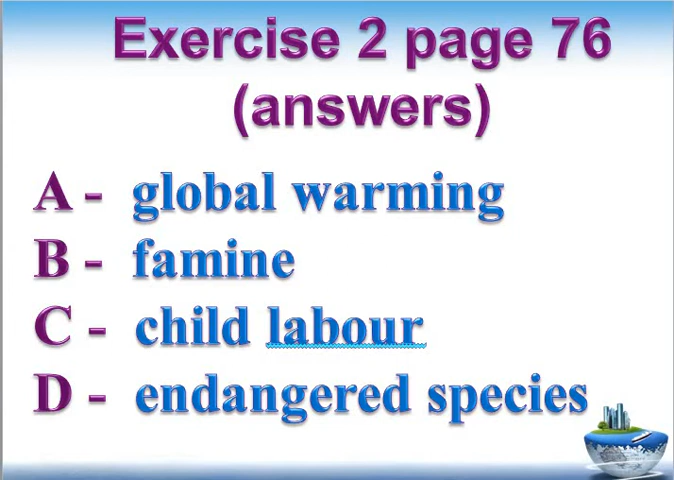 Exercise 2 page 76
(answers)
A - global warming
B - famine
C - child labour
D - endangered species